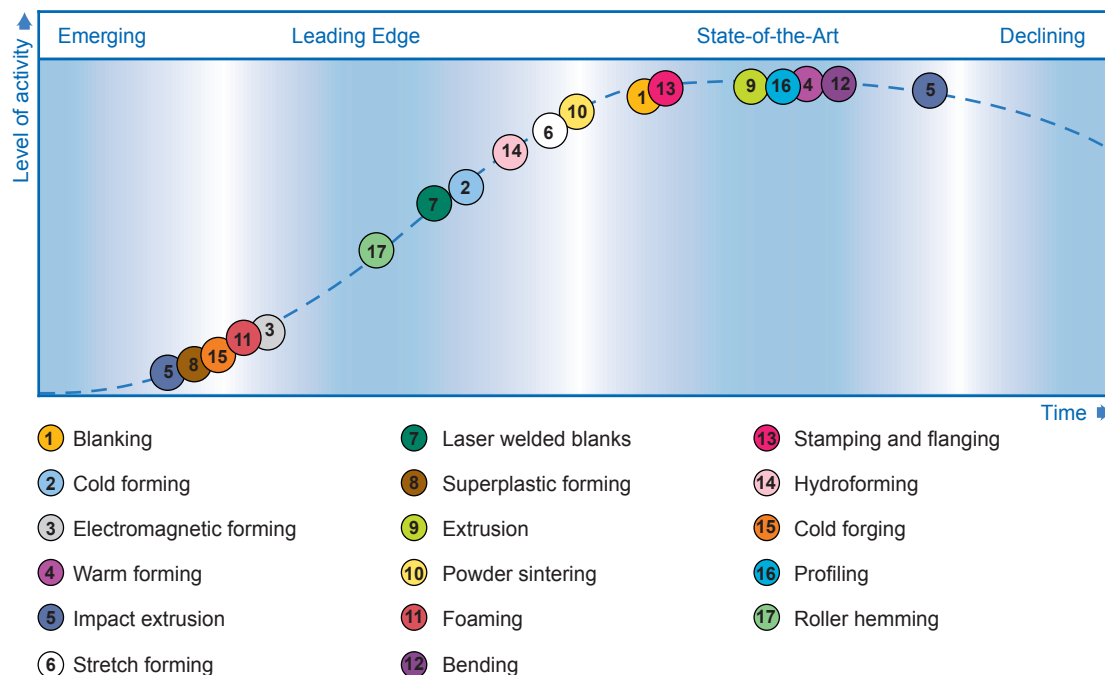 Emerging Leading Edge State-of-the-Art Declining
Level of activity
1 13 9 16 4 12 5
10
6
14
2
7
17
3
11
15
8
5
Time
1 Blanking
2 Cold forming
3 Electromagnetic forming
4 Warm forming
5 Impact extrusion
6 Stretch forming
7 Laser welded blanks
8 Superplastic forming
9 Extrusion
10 Powder sintering
11 Foaming
12 Bending
13 Stamping and flanging
14 Hydroforming
15 Cold forging
16 Profiling
17 Roller hemming